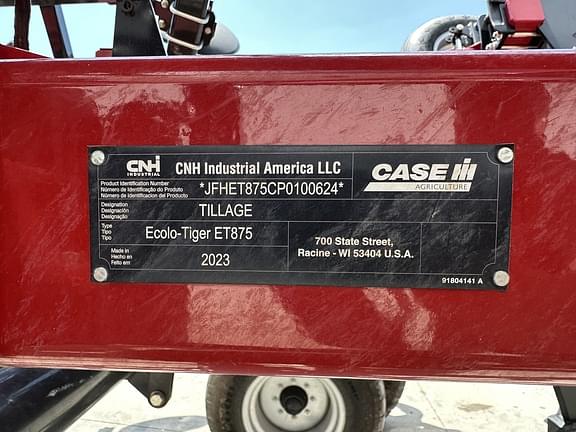 CNH
INDUSTRIAL
CNH Industrial America LLC
CASE IH
AGRICULTURE
Product Identification Number
Número de Identificação do Produto
Número de Identificacion del Producto
*JFHET875CP0100624*
Designation
Designación
Designação
TILLAGE
Type
Tipo
Tipo
Ecolo-Tiger ET875
700 State Street,
Racine - WI 53404 U.S.A.
Made in
Hecho en
Feito em
2023
91804141 A